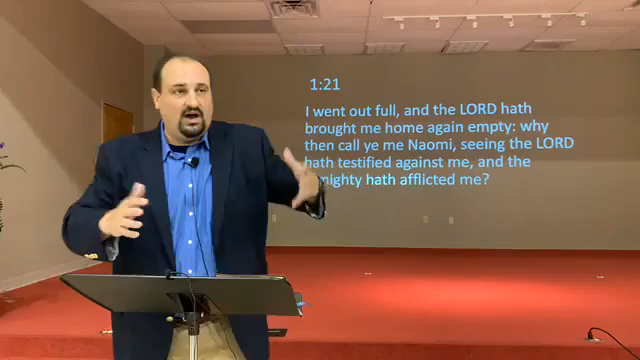 1:21
I went out full, and the LORD hath
brought me home again empty: why
then call ye me Naomi, seeing the LORD
hath testified against me, and the
mighty hath afflicted me?